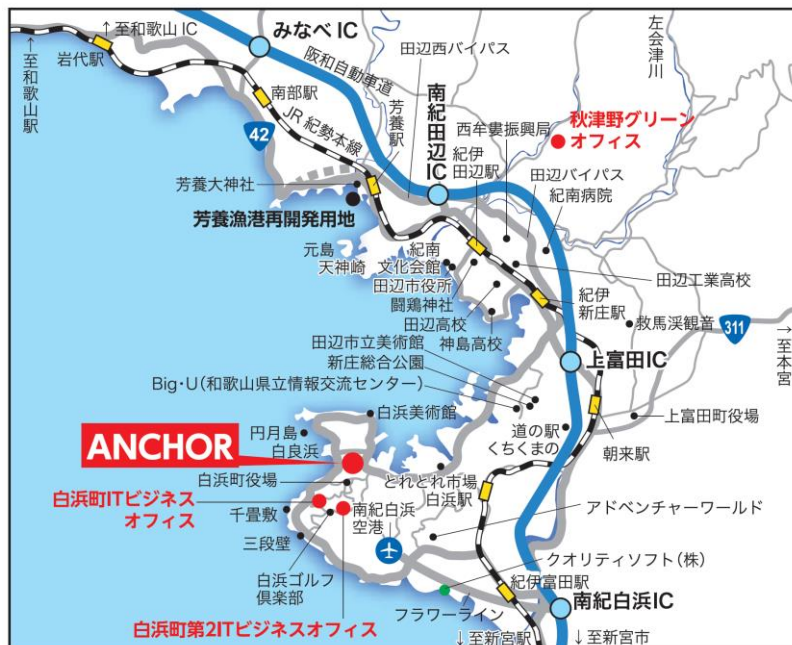 ↑至和歌山IC
みなべIC
左会津川
←至和歌山駅
岩代駅
阪和自動車道
田辺西バイパス
南部駅
42
JR紀勢本線
芳養駅
南紀田辺IC
西牟婁振興局
秋津野グリーン
オフィス
紀伊
田辺駅
田辺バイパス
紀南病院
芳養大神社
芳養漁港再開発用地
元島
天神崎
紀南
文化会館
田辺市役所
闘鶏神社
田辺高校
神島高校
田辺工業高校
紀伊
新庄駅
救馬渓観音
311
→至本宮
田辺市立美術館
新庄総合公園
Big・U(和歌山県立情報交流センター)
上富田IC
白浜美術館
円月島
白良浜
ANCHOR
道の駅
くちくまの
上富田町役場
朝来駅
白浜町役場
とれとれ市場
白浜駅
白浜町ITビジネス
オフィス
千畳敷
南紀白浜
空港
アドベンチャーワールド
三段壁
クオリティソフト(株)
白浜ゴルフ
倶楽部
紀伊富田駅
南紀白浜IC
フラワーライン
白浜町第2ITビジネスオフィス
↓至新宮駅
↓至新宮市